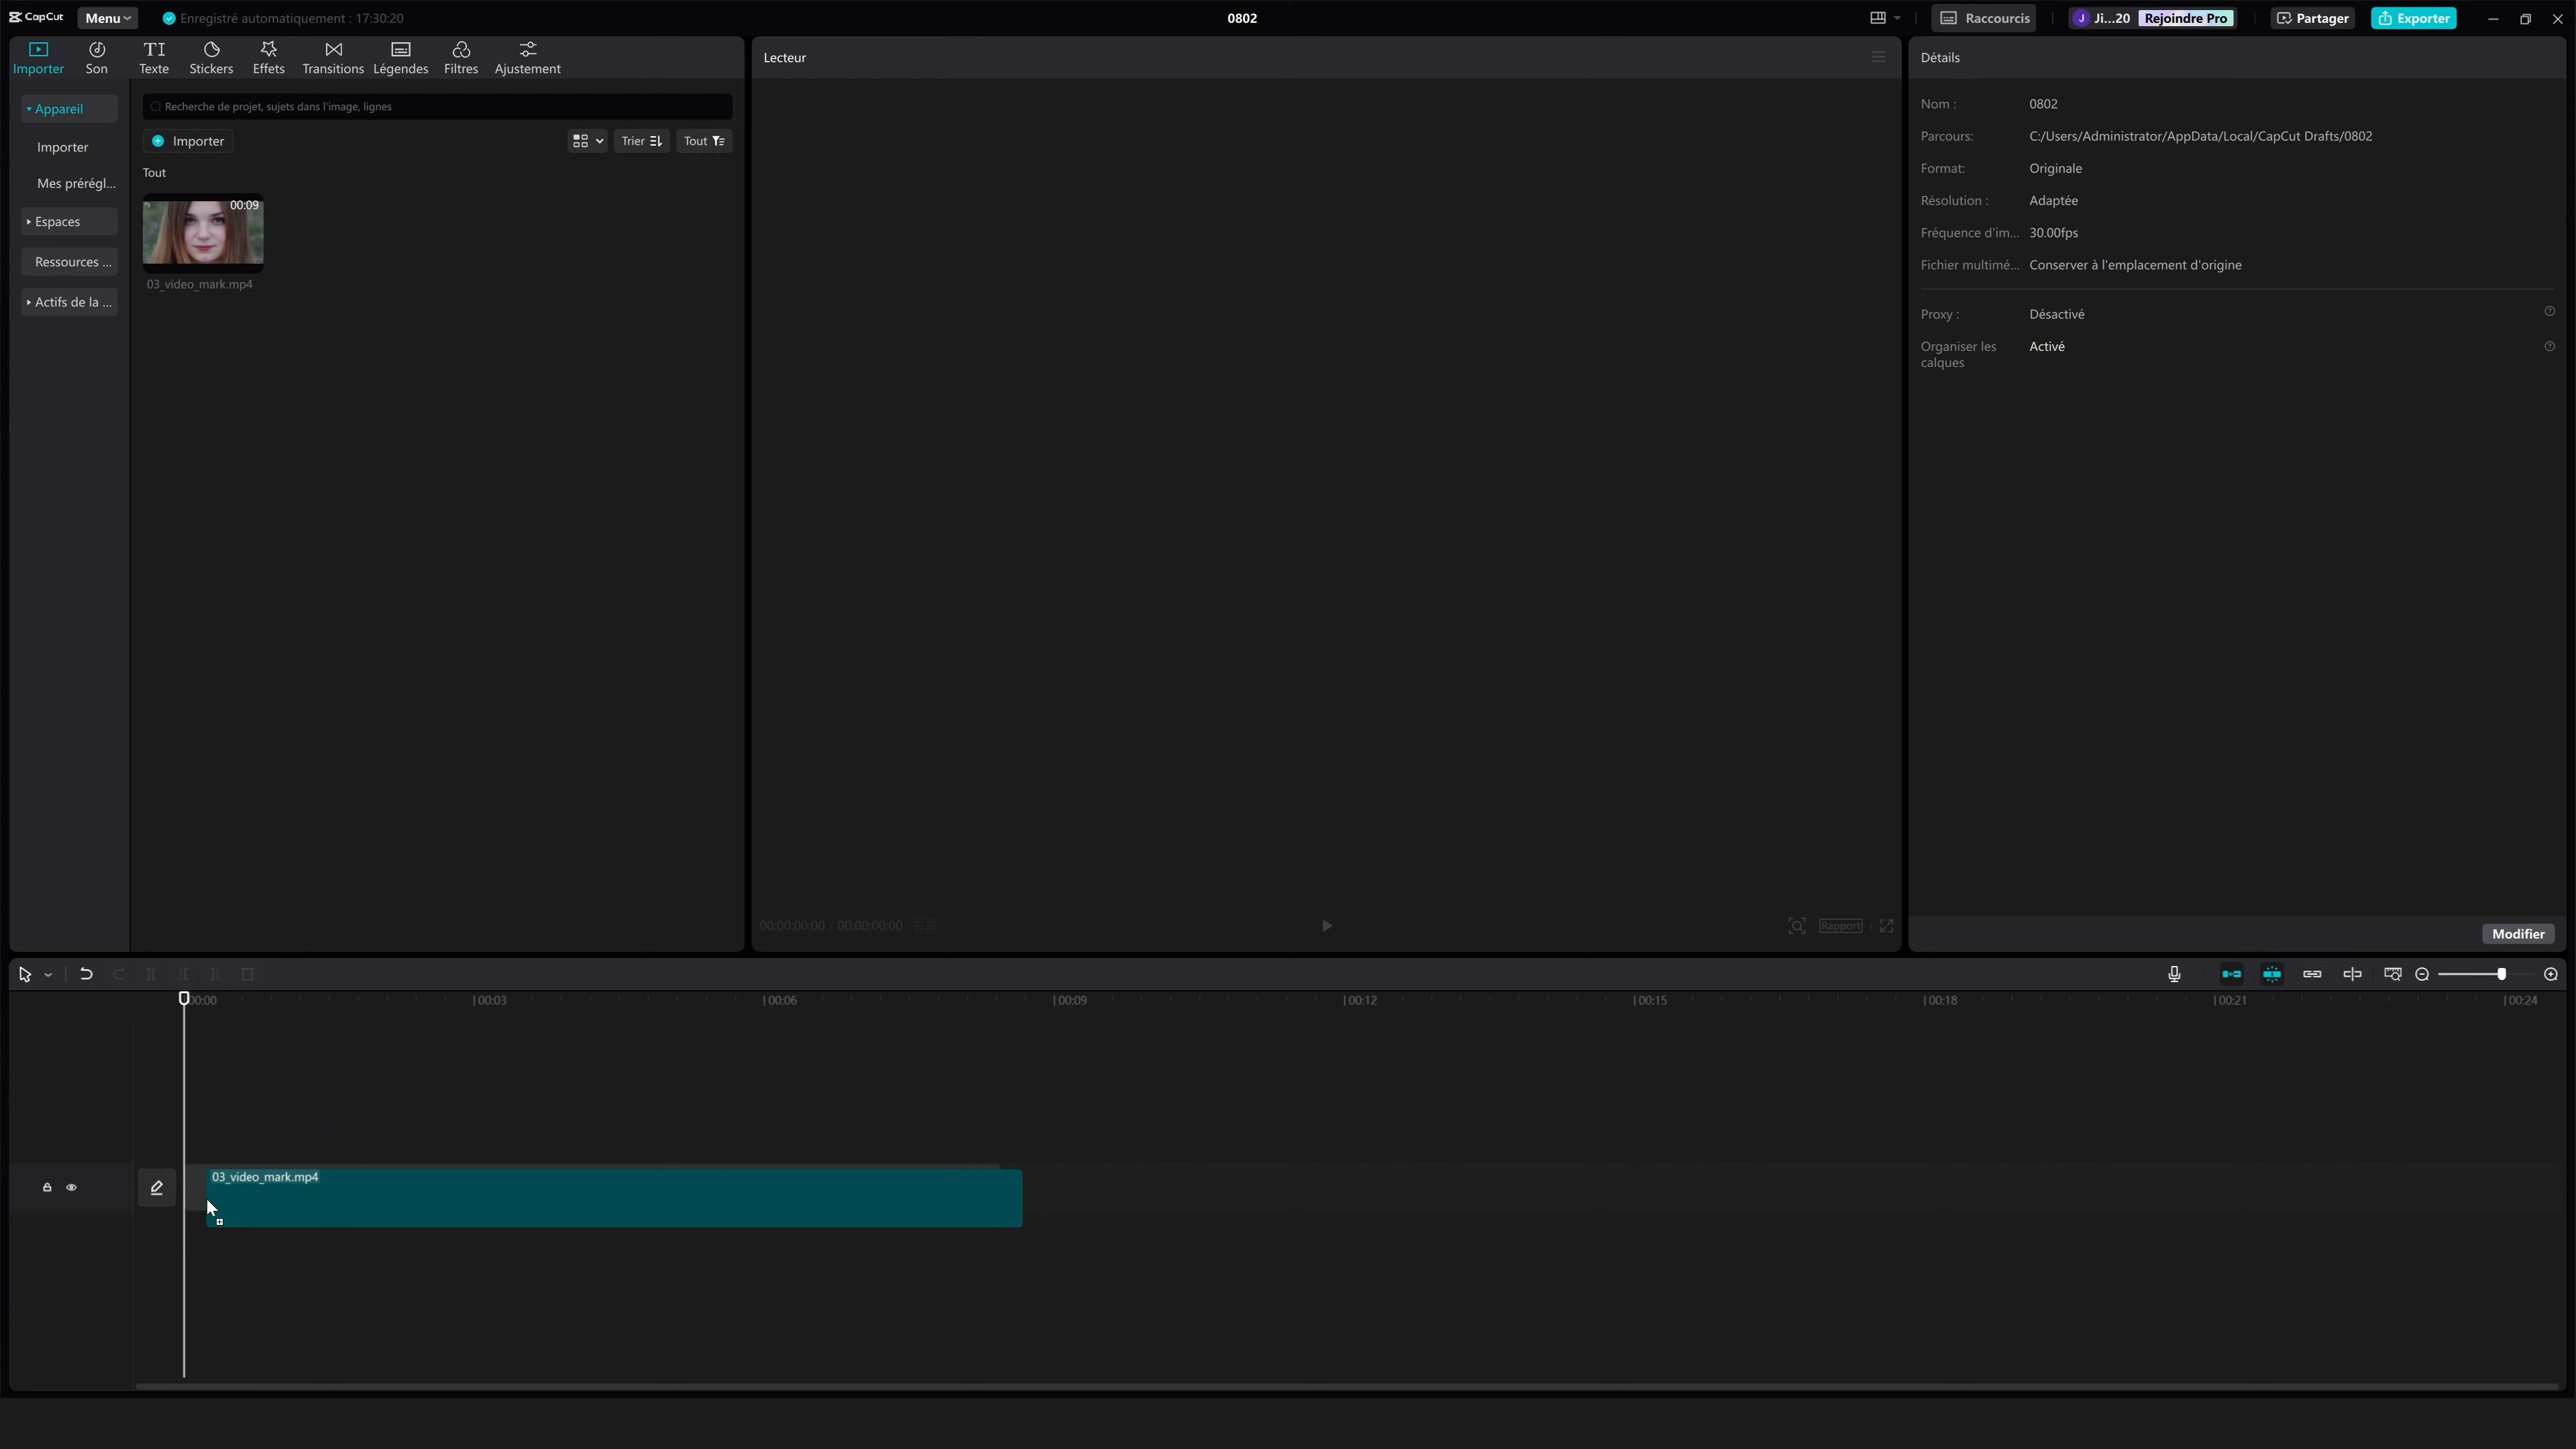 CapCut Menu Enregistré automatiquement : 17:30:20 0802 Raccourcis J Ji...20 Rejoindre Pro Partager Exporter
Importer Son Texte Stickers Effets Transitions Légendes Filtres Ajustement
Appareil
Importer
Mes prérégl...
Espaces
Ressources ...
Actifs de la ...
Recherche de projet, sujets dans l'image, lignes
Importer Trier Tout
Tout
00:09
03_video_mark.mp4
Lecteur
00:00:00:00 / 00:00:00:00 Rapport
Détails
Nom : 0802
Parcours: C:/Users/Administrator/AppData/Local/CapCut Drafts/0802
Format: Originale
Résolution : Adaptée
Fréquence d'im... 30.00fps
Fichier multimé... Conserver à l'emplacement d'origine
Proxy : Désactivé
Organiser les calques Activé
Modifier
00:00 00:03 00:06 00:09 00:12 00:15 00:18 00:21 00:24
03_video_mark.mp4